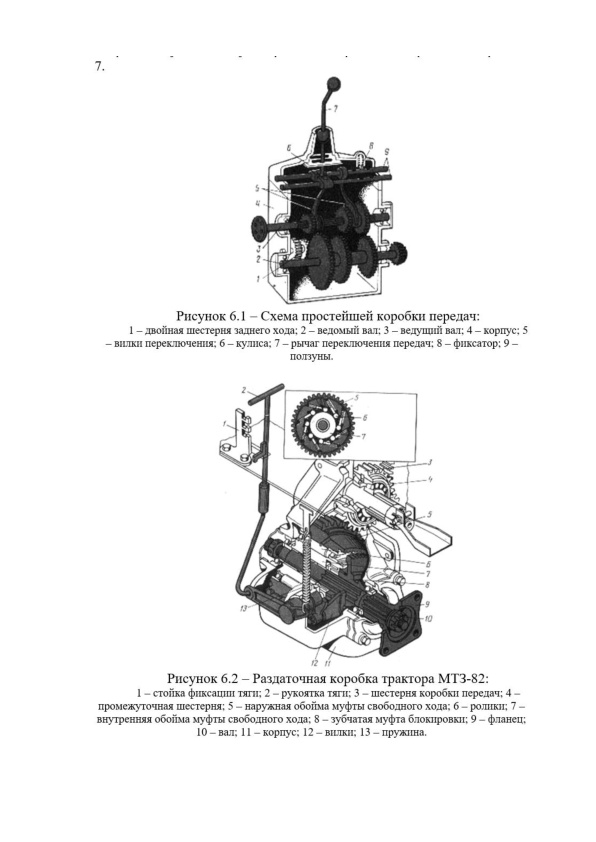 7.
7
6
8
9
5
4
3
2
1
Рисунок 6.1 – Схема простейшей коробки передач:
1 – двойная шестерня заднего хода; 2 – ведомый вал; 3 – ведущий вал; 4 – корпус; 5
– вилки переключения; 6 – кулиса; 7 – рычаг переключения передач; 8 – фиксатор; 9 –
ползуны.
2
5
1
6
7
3
4
5
6
7
8
9
13
10
12
11
Рисунок 6.2 – Раздаточная коробка трактора МТЗ-82:
1 – стойка фиксации тяги; 2 – рукоятка тяги; 3 – шестерня коробки передач; 4 –
промежуточная шестерня; 5 – наружная обойма муфты свободного хода; 6 – ролики; 7 –
внутренняя обойма муфты свободного хода; 8 – зубчатая муфта блокировки; 9 – фланец;
10 – вал; 11 – корпус; 12 – вилки; 13 – пружина.